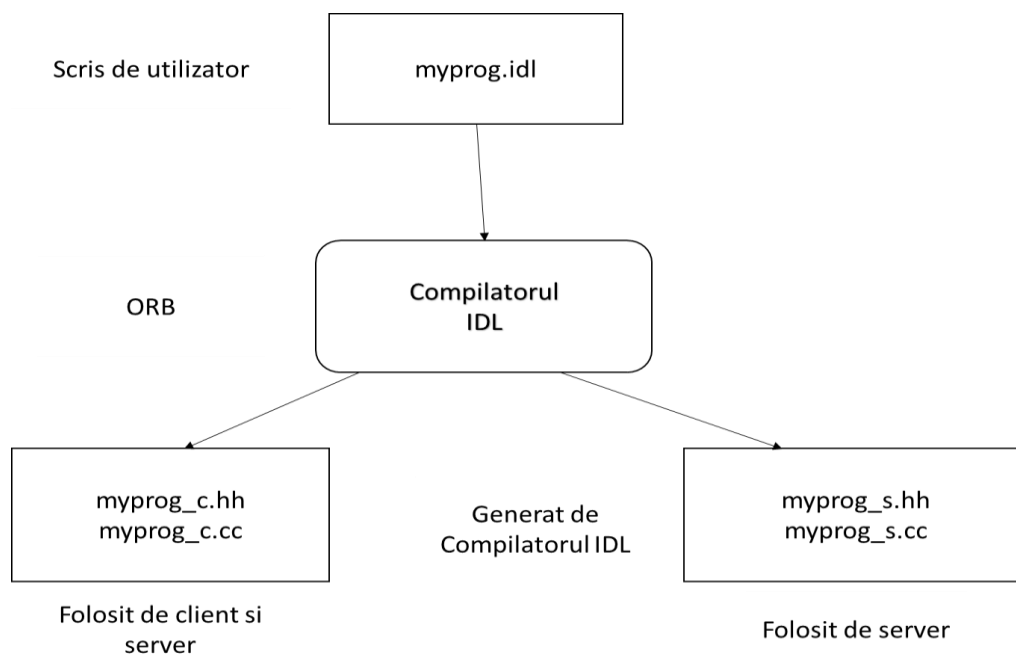 Scris de utilizator
myprog.idl
ORB
Compilatorul
IDL
myprog_c.hh
myprog_c.cc
Generat de
Compilatorul IDL
myprog_s.hh
myprog_s.cc
Folosit de client si
server
Folosit de server